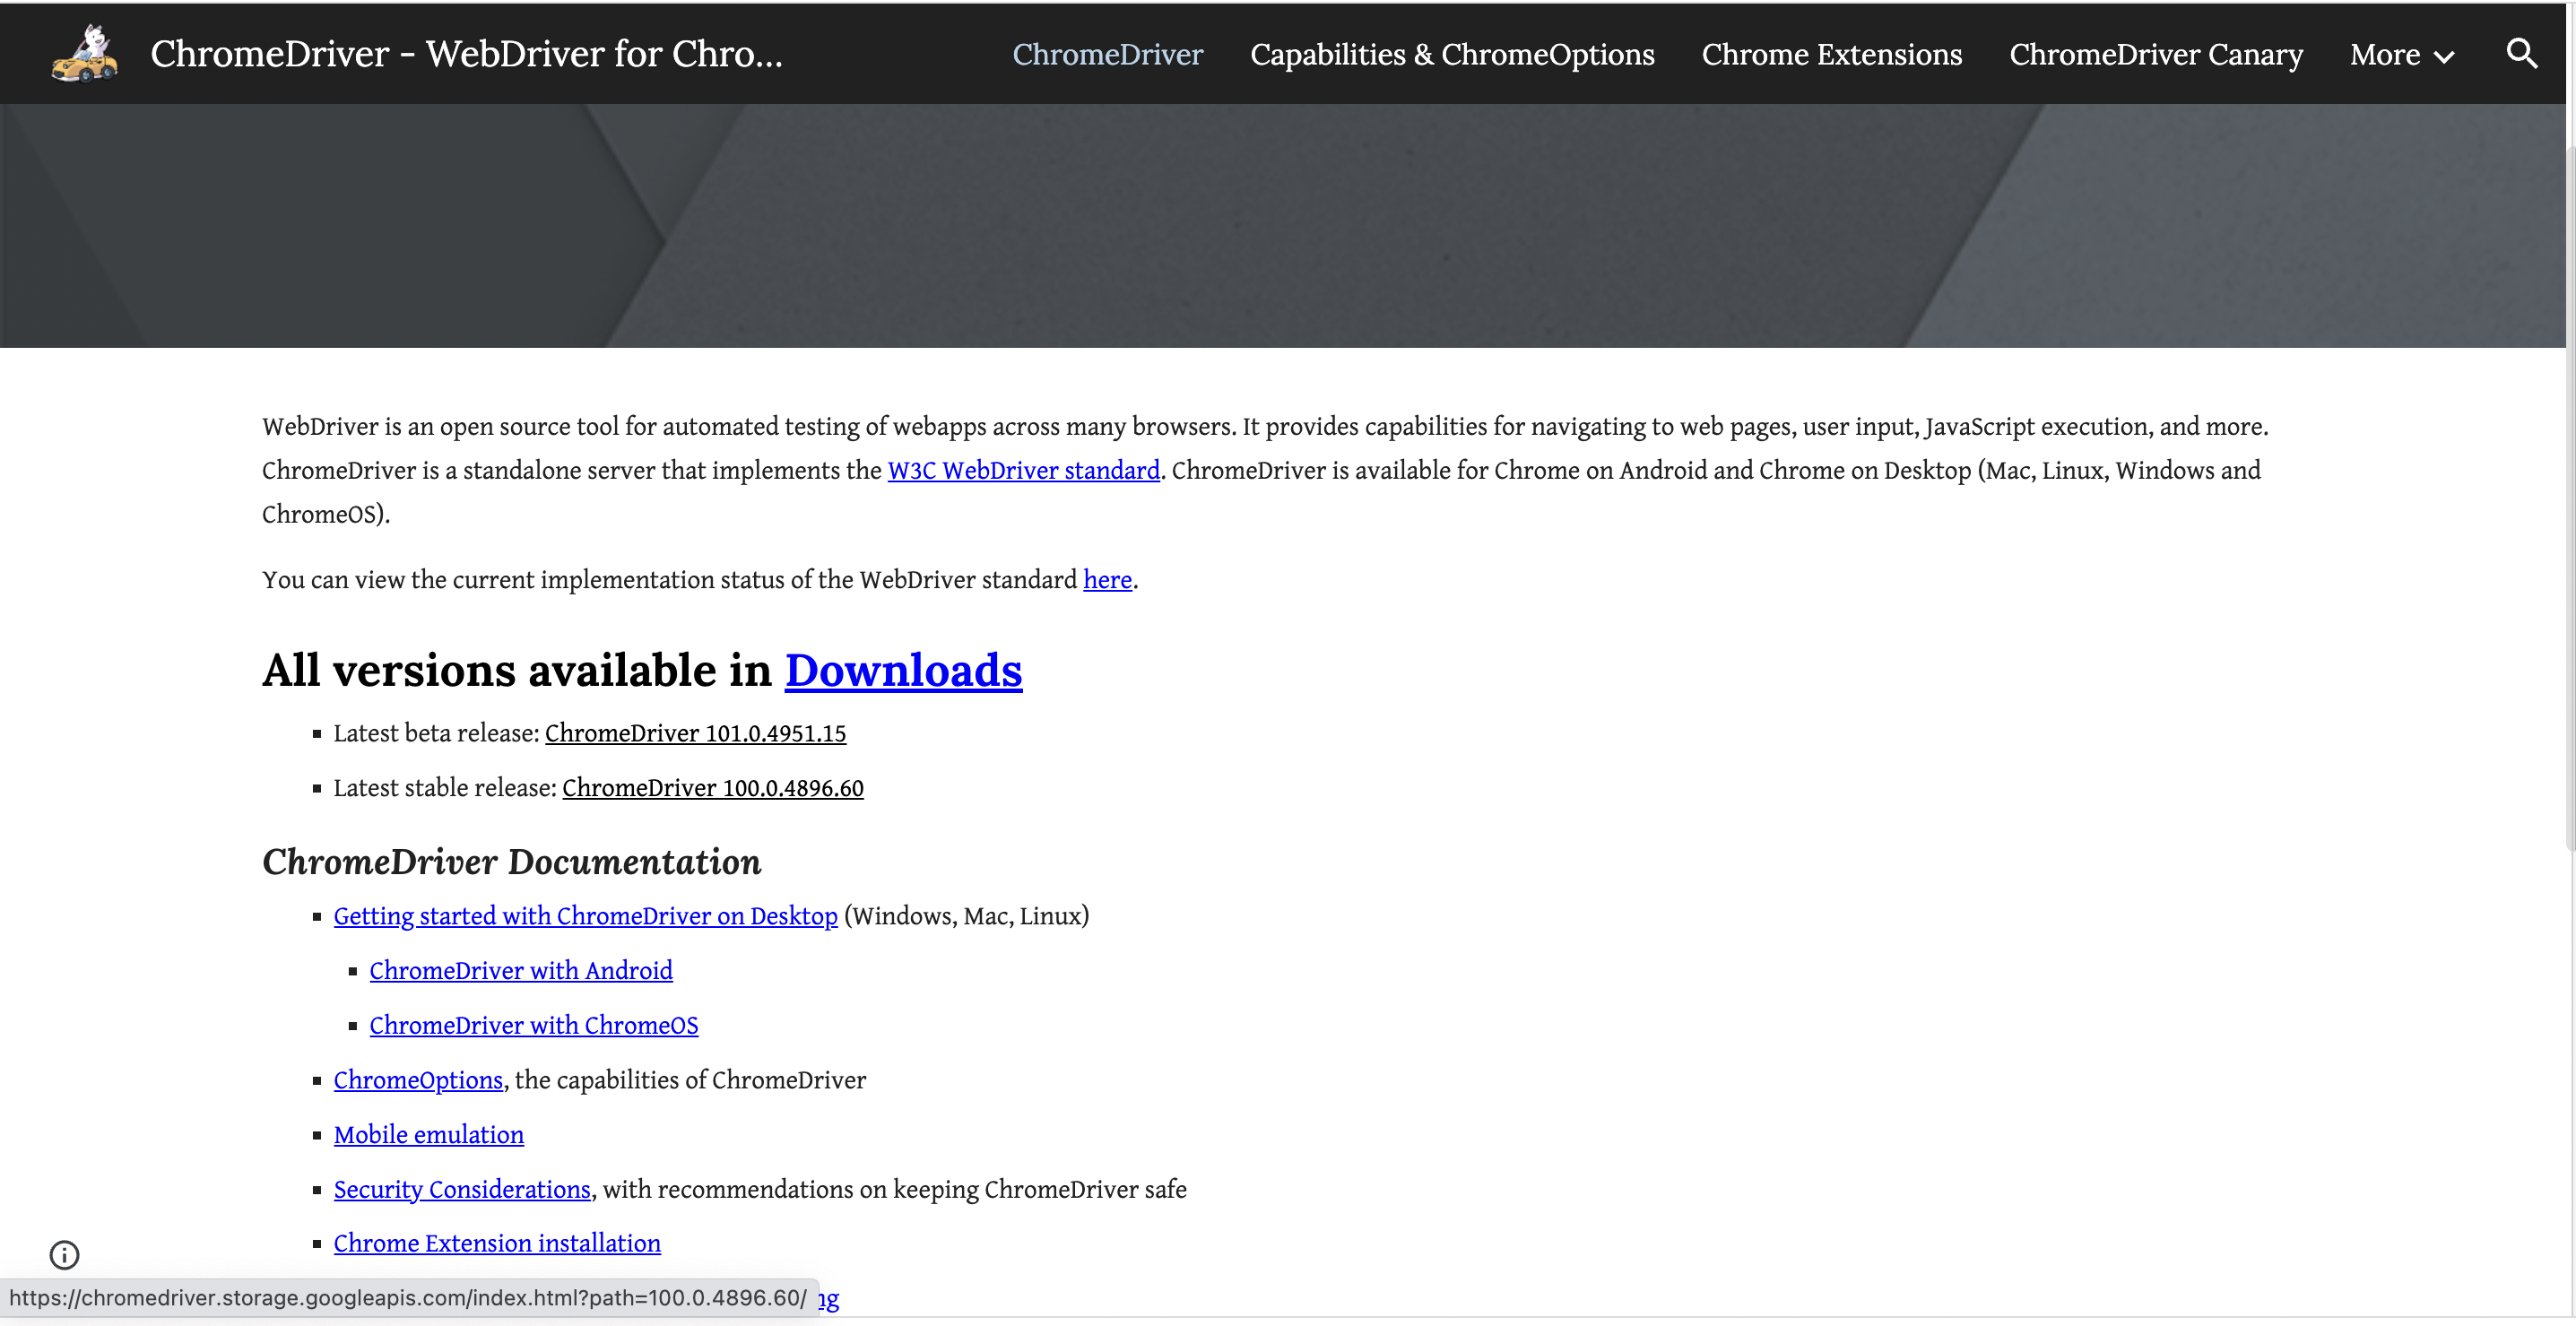 ChromeDriver - WebDriver for Chro...
ChromeDriver
Capabilities & ChromeOptions
Chrome Extensions
ChromeDriver Canary
More
WebDriver is an open source tool for automated testing of webapps across many browsers. It provides capabilities for navigating to web pages, user input, JavaScript execution, and more.
ChromeDriver is a standalone server that implements the W3C WebDriver standard. ChromeDriver is available for Chrome on Android and Chrome on Desktop (Mac, Linux, Windows and
ChromeOS).
You can view the current implementation status of the WebDriver standard here.
All versions available in Downloads
Latest beta release: ChromeDriver 101.0.4951.15
Latest stable release: ChromeDriver 100.0.4896.60
ChromeDriver Documentation
Getting started with ChromeDriver on Desktop (Windows, Mac, Linux)
ChromeDriver with Android
ChromeDriver with ChromeOS
ChromeOptions, the capabilities of ChromeDriver
Mobile emulation
Security Considerations, with recommendations on keeping ChromeDriver safe
Chrome Extension installation
https://chromedriver.storage.googleapis.com/index.html?path=100.0.4896.60/